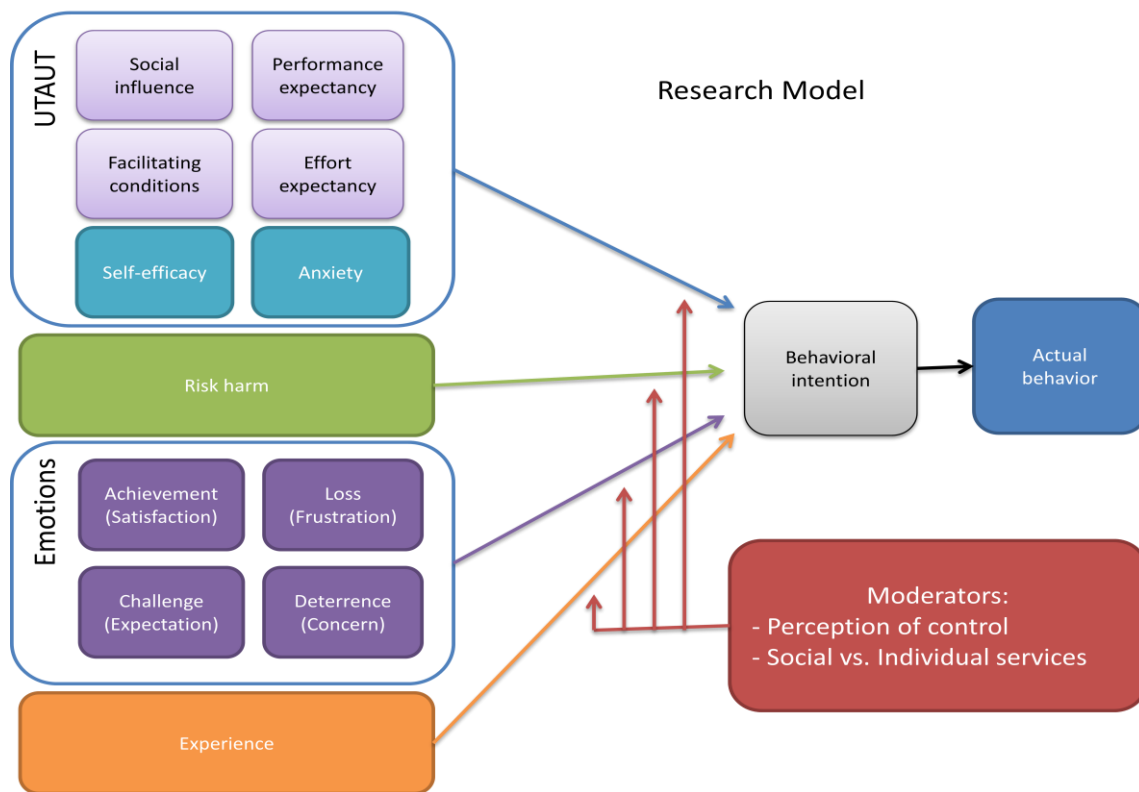 UTAUT
Social
influence
Performance
expectancy
Facilitating
conditions
Effort
expectancy
Self-efficacy
Anxiety
Research Model
Risk harm
Behavioral
intention
Actual
behavior
Emotions
Achievement
(Satisfaction)
Loss
(Frustration)
Challenge
(Expectation)
Deterrence
(Concern)
Moderators:
- Perception of control
- Social vs. Individual services
Experience